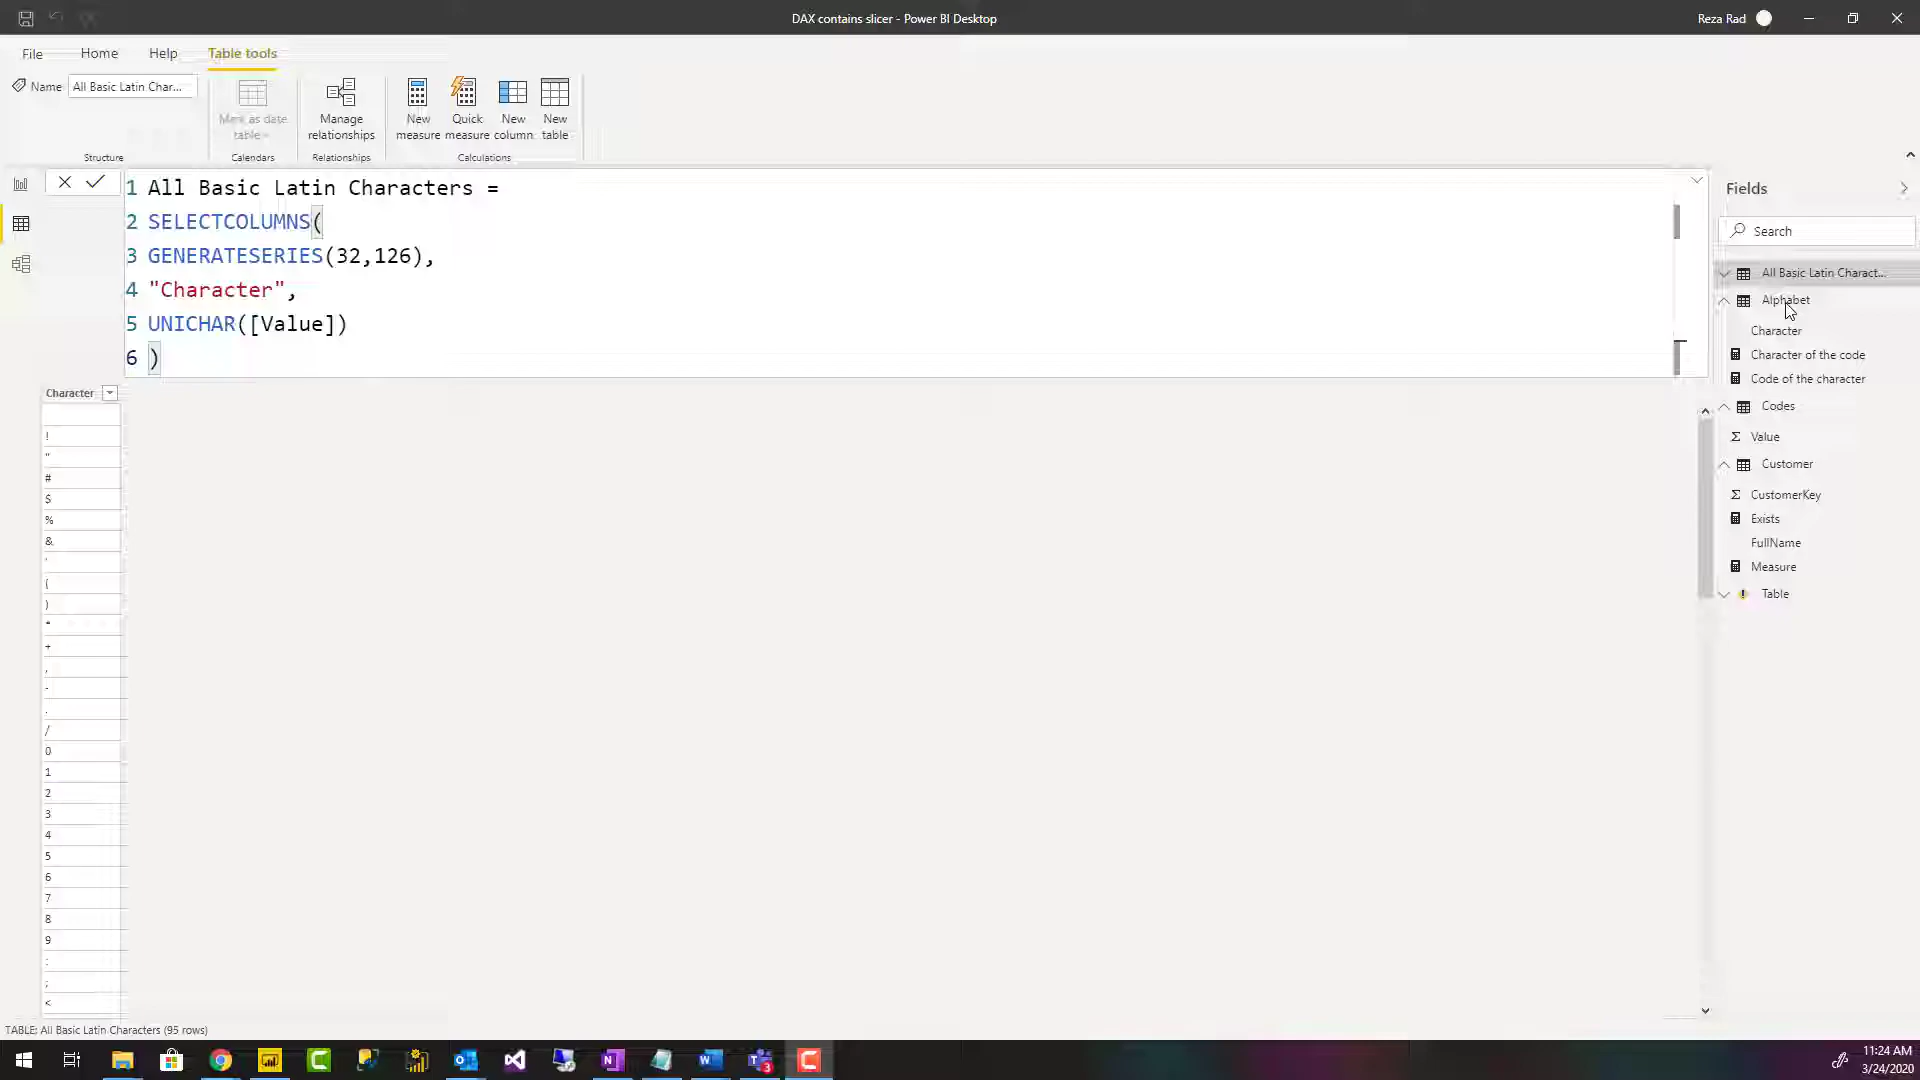 DAX contains slicer - Power BI Desktop
Reza Rad
File
Home
Help
Table tools
Name
All Basic Latin Char...
Mark as date table
Manage relationships
New measure
Quick measure
New column
New table
Structure
Calendars
Relationships
Calculations
1 All Basic Latin Characters =
2 SELECTCOLUMNS(
3 GENERATESERIES(32,126),
4 "Character",
5 UNICHAR([Value])
6 )
Character
!
"
#
$
%
&
'
(
)
*
+
,
-
.
/
0
1
2
3
4
5
6
7
8
9
:
;
<
Fields
Search
All Basic Latin Charact...
Alphabet
Character
Character of the code
Code of the character
Codes
Σ Value
Customer
Σ CustomerKey
Exists
FullName
Measure
Table
TABLE: All Basic Latin Characters (95 rows)
11:24 AM
3/24/2020